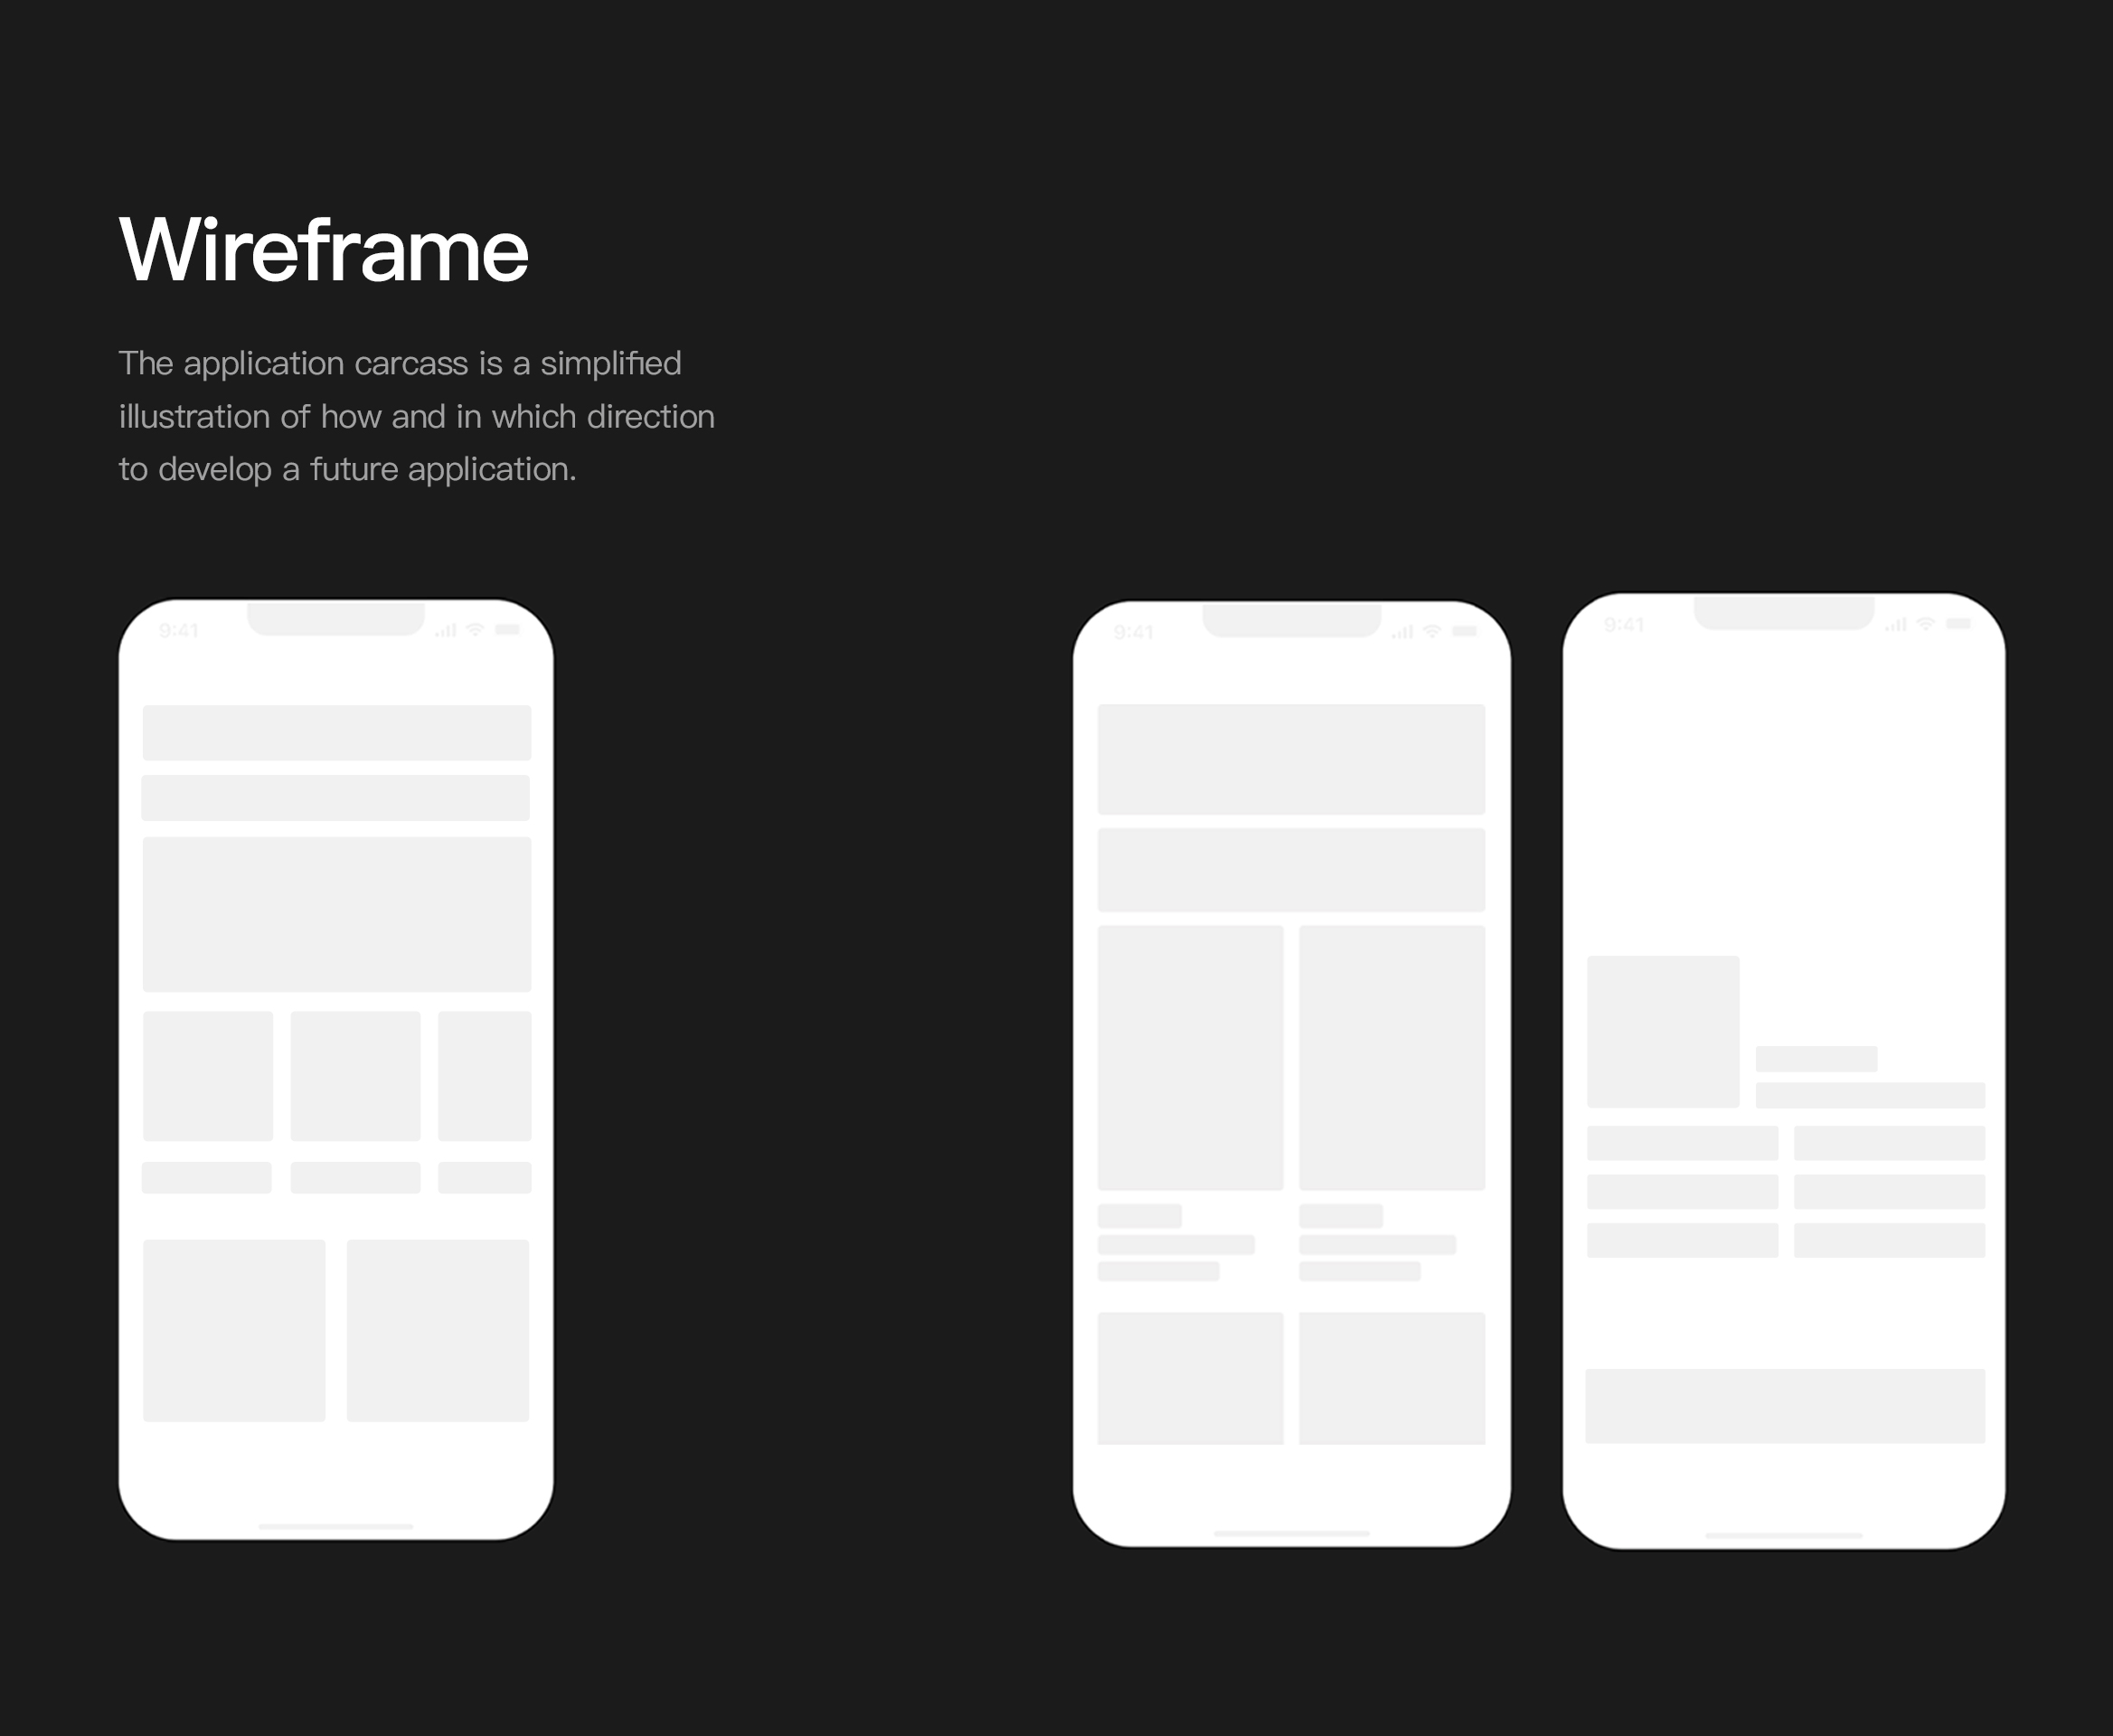 Wireframe
The application carcass is a simplified
illustration of how and in which direction
to develop a future application.
9:41
9:41
9:41